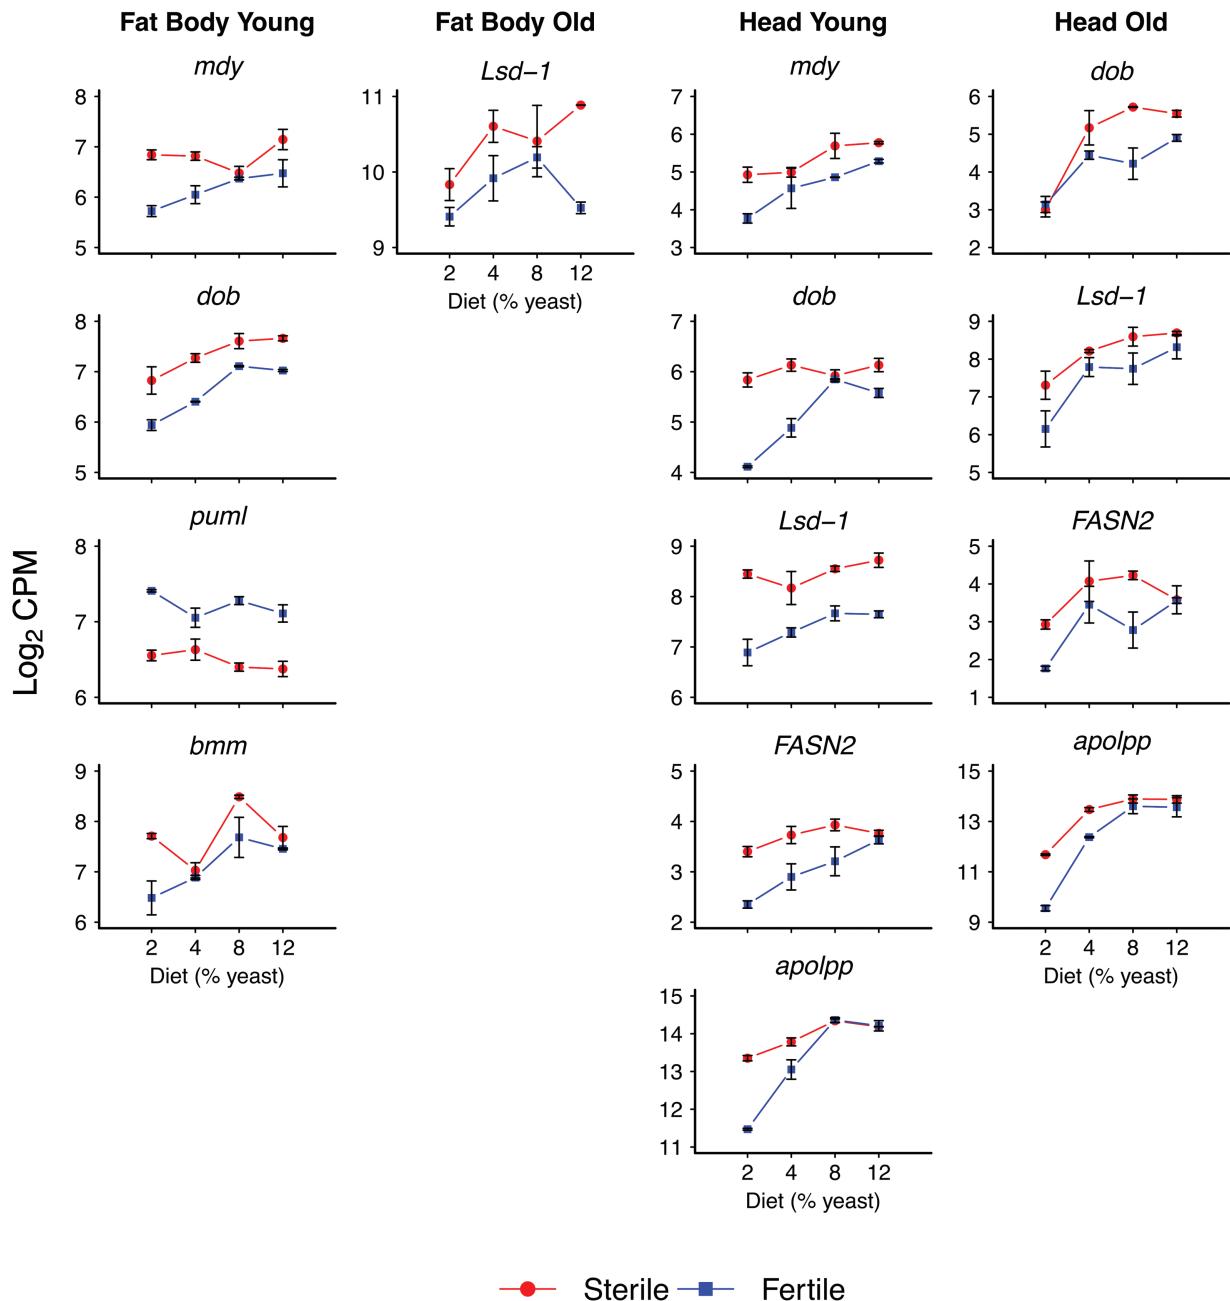 Fat Body Young
Fat Body Old
Head Young
Head Old
Log2 CPM
mdy
8
7
6
5
dob
8
7
6
5
puml
8
7
6
bmm
9
8
7
6
2 4 8 12
Diet (% yeast)
Lsd−1
11
10
9
2 4 8 12
Diet (% yeast)
mdy
7
6
5
4
3
dob
7
6
5
4
Lsd−1
9
8
7
6
FASN2
5
4
3
2
apolpp
15
14
13
12
11
2 4 8 12
Diet (% yeast)
dob
6
5
4
3
2
Lsd−1
9
8
7
6
5
FASN2
5
4
3
2
1
apolpp
15
13
11
9
2 4 8 12
Diet (% yeast)
Sterile Fertile